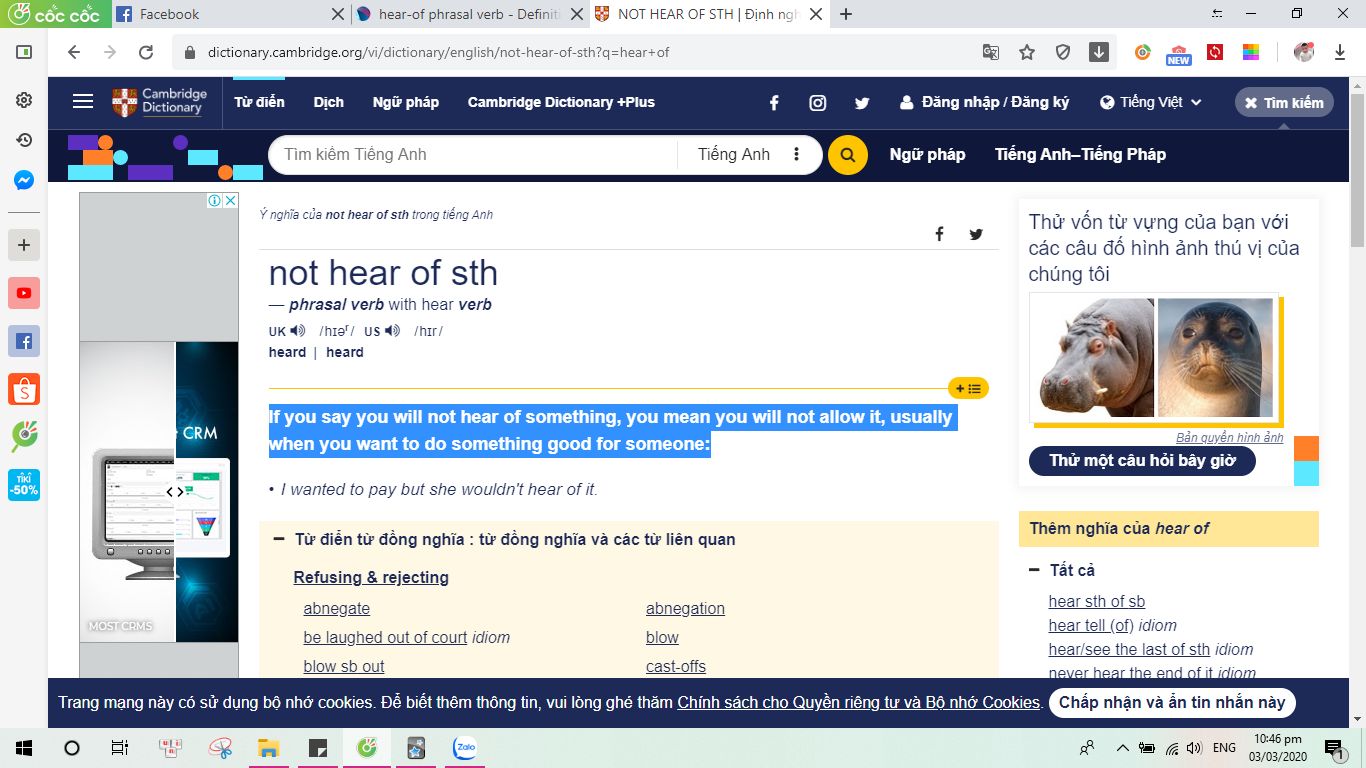 cốc cốc
Facebook
hear-of phrasal verb - Definiti
NOT HEAR OF STH | Định ngh
dictionary.cambridge.org/vi/dictionary/english/not-hear-of-sth?q=hear+of
NEW
Cambridge
Dictionary
Từ điển
Dịch
Ngữ pháp
Cambridge Dictionary +Plus
Đăng nhập / Đăng ký
Tiếng Việt
Tìm kiếm
Tìm kiếm Tiếng Anh
Tiếng Anh
Ngữ pháp
Tiếng Anh–Tiếng Pháp
Ý nghĩa của not hear of sth trong tiếng Anh
not hear of sth
— phrasal verb with hear verb
UK /hɪəʳ/ US /hɪr/
heard | heard
If you say you will not hear of something, you mean you will not allow it, usually
when you want to do something good for someone:
• I wanted to pay but she wouldn't hear of it.
Từ điển từ đồng nghĩa : từ đồng nghĩa và các từ liên quan
Refusing & rejecting
abnegate
abnegation
be laughed out of court idiom
blow
blow sb out
cast-offs
CRM
MOST CRMS
Thử vốn từ vựng của bạn với
các câu đố hình ảnh thú vị của
chúng tôi
Bản quyền hình ảnh
Thử một câu hỏi bây giờ
Thêm nghĩa của hear of
Tất cả
hear sth of sb
hear tell (of) idiom
hear/see the last of sth idiom
never hear the end of it idiom
TIKI
-50%
Trang mạng này có sử dụng bộ nhớ cookies. Để biết thêm thông tin, vui lòng ghé thăm Chính sách cho Quyền riêng tư và Bộ nhớ Cookies.
Chấp nhận và ẩn tin nhắn này
Zalo
ENG
10:46 pm
03/03/2020
1